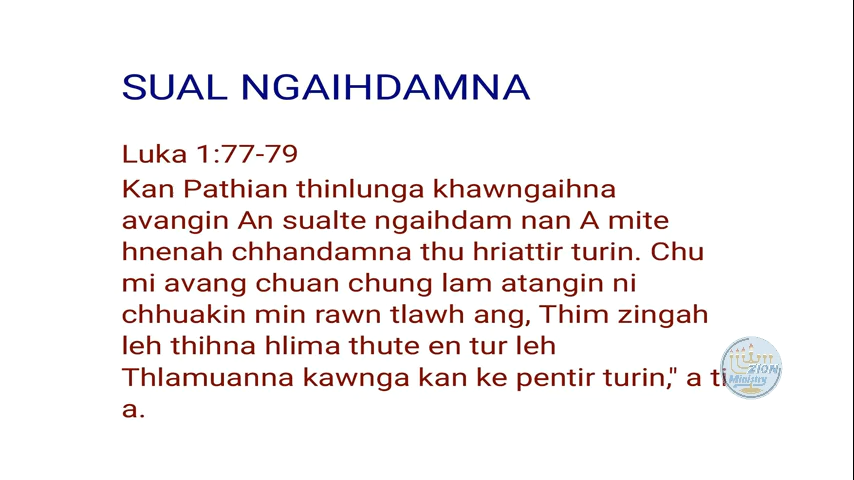 SUAL NGAIHDAMNA
Luka 1:77-79
Kan Pathian thinlunga khawngaihna
avangin An sualte ngaihdam nan A mite
hnenah chhandamna thu hriattir turin. Chu
mi avang chuan chung lam atangin ni
chhuakin min rawn tlawh ang, Thim zingah
leh thihna hlima thute en tur leh
Thlamuanna kawnga kan ke pentir turin," a ti
a.
ZION
Ministry